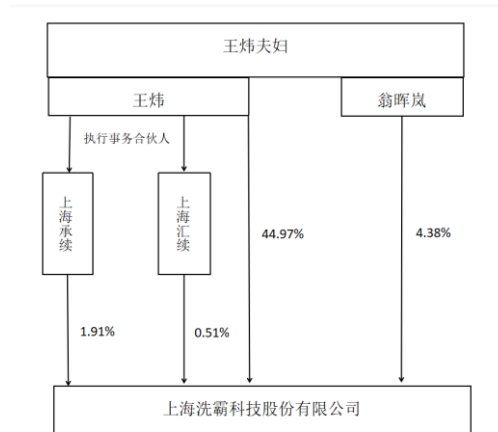 王炜夫妇
王炜
翁晖岚
执行事务合伙人
上海承续
上海汇续
44.97%
4.38%
1.91%
0.51%
上海洗霸科技股份有限公司